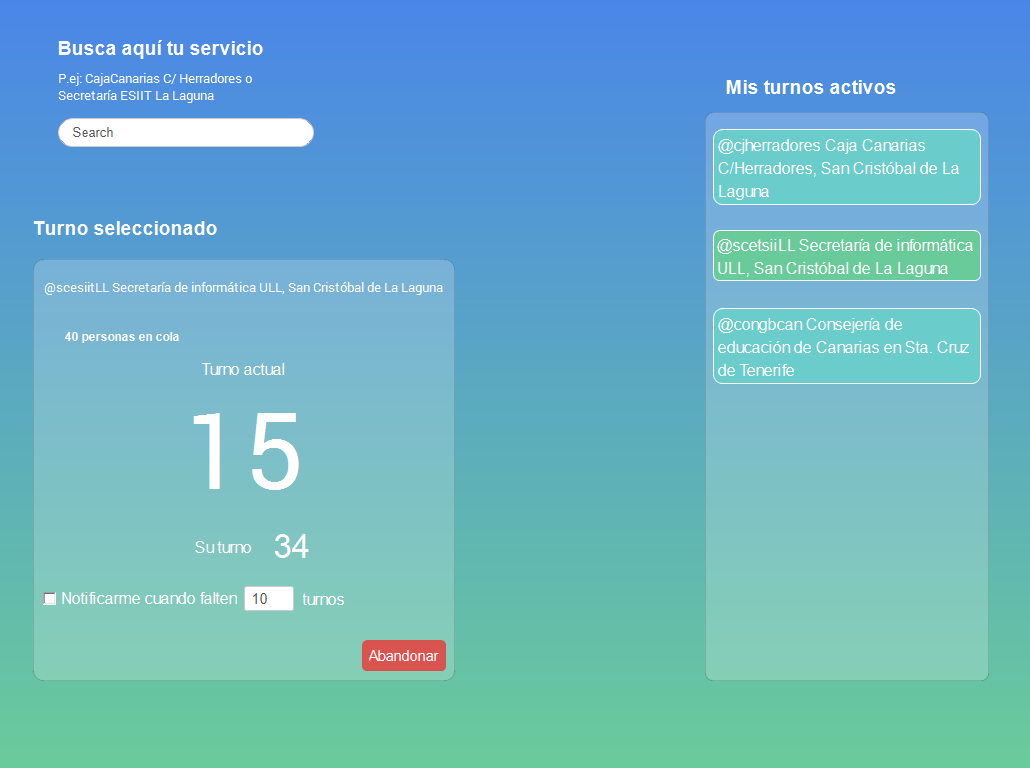 Busca aquí tu servicio
P.ej: CajaCanarias C/ Herradores o
Secretaría ESIIT La Laguna
Search
Turno seleccionado
@scesiitLL Secretaría de informática ULL, San Cristóbal de La Laguna
40 personas en cola
Turno actual
15
Su turno 34
Notificarme cuando falten 10 turnos
Abandonar
Mis turnos activos
@cjherradores Caja Canarias
C/Herradores, San Cristóbal de La
Laguna
@scetsiiLL Secretaría de informática
ULL, San Cristóbal de La Laguna
@congbcan Consejería de
educación de Canarias en Sta. Cruz
de Tenerife